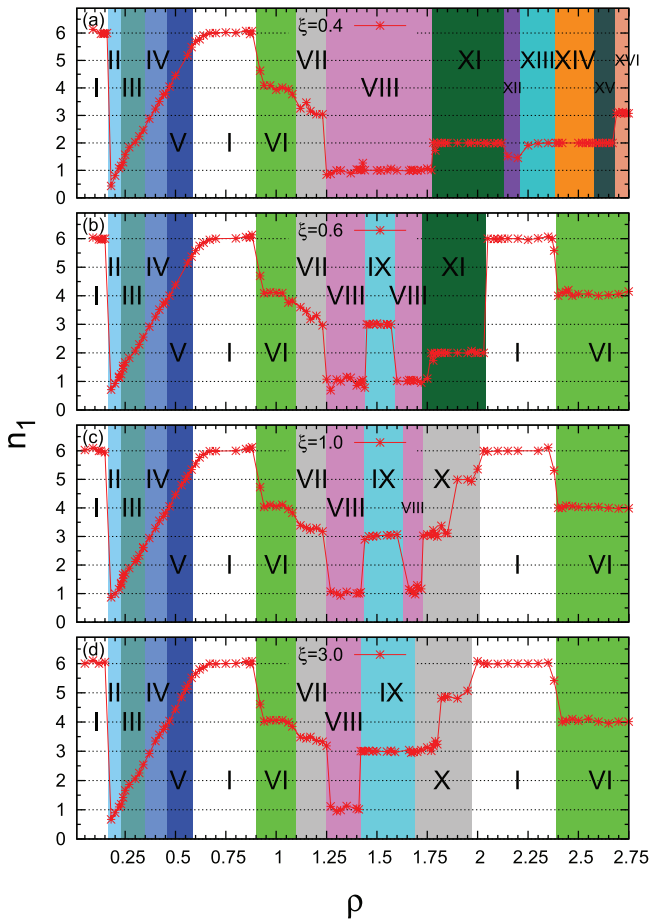 (a) ξ=0.4
6
5
4
3
2
1
0
I II III IV V I VI VII VIII XI XII XIII XIV XV XVI
(b) ξ=0.6
6
5
4
3
2
1
0
I II III IV V I VI VII VIII IX VIII XI I VI
(c) ξ=1.0
6
5
4
3
2
1
0
I II III IV V I VI VII VIII IX VIII X I VI
(d) ξ=3.0
6
5
4
3
2
1
0
I II III IV V I VI VII VIII IX X I VI
n1
0.25 0.5 0.75 1 1.25 1.5 1.75 2 2.25 2.5 2.75
ρ